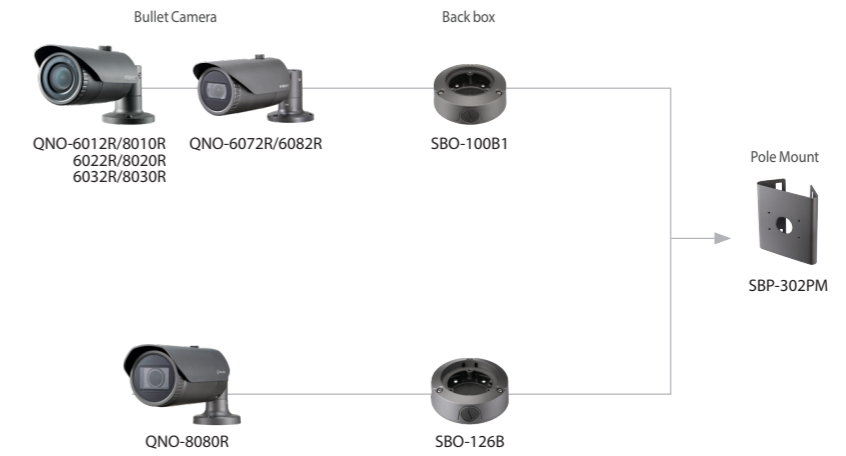 Bullet Camera
Back box
QNO-6012R/8010R
6022R/8020R
6032R/8030R
QNO-6072R/6082R
SBO-100B1
Pole Mount
SBP-302PM
QNO-8080R
SBO-126B